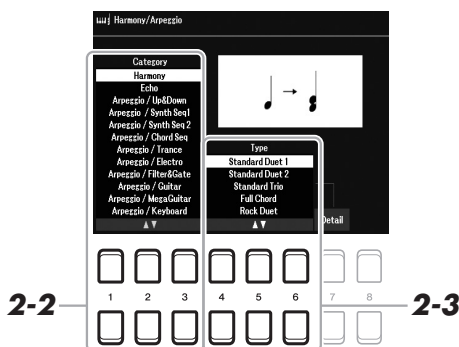 Harmony/Arpeggio
Category
Harmony
Echo
Arpeggio / Up&Down
Arpeggio / Synth Seq1
Arpeggio / Synth Seq 2
Arpeggio / Chord Seq
Arpeggio / Trance
Arpeggio / Electro
Arpeggio / Filter&Gate
Arpeggio / Guitar
Arpeggio / MegaGuitar
Arpeggio / Keyboard
▲▼
Type
Standard Duet 1
Standard Duet 2
Standard Trio
Full Chord
Rock Duet
▲▼
Detail
1 2 3 4 5 6 7 8
2-2
2-3